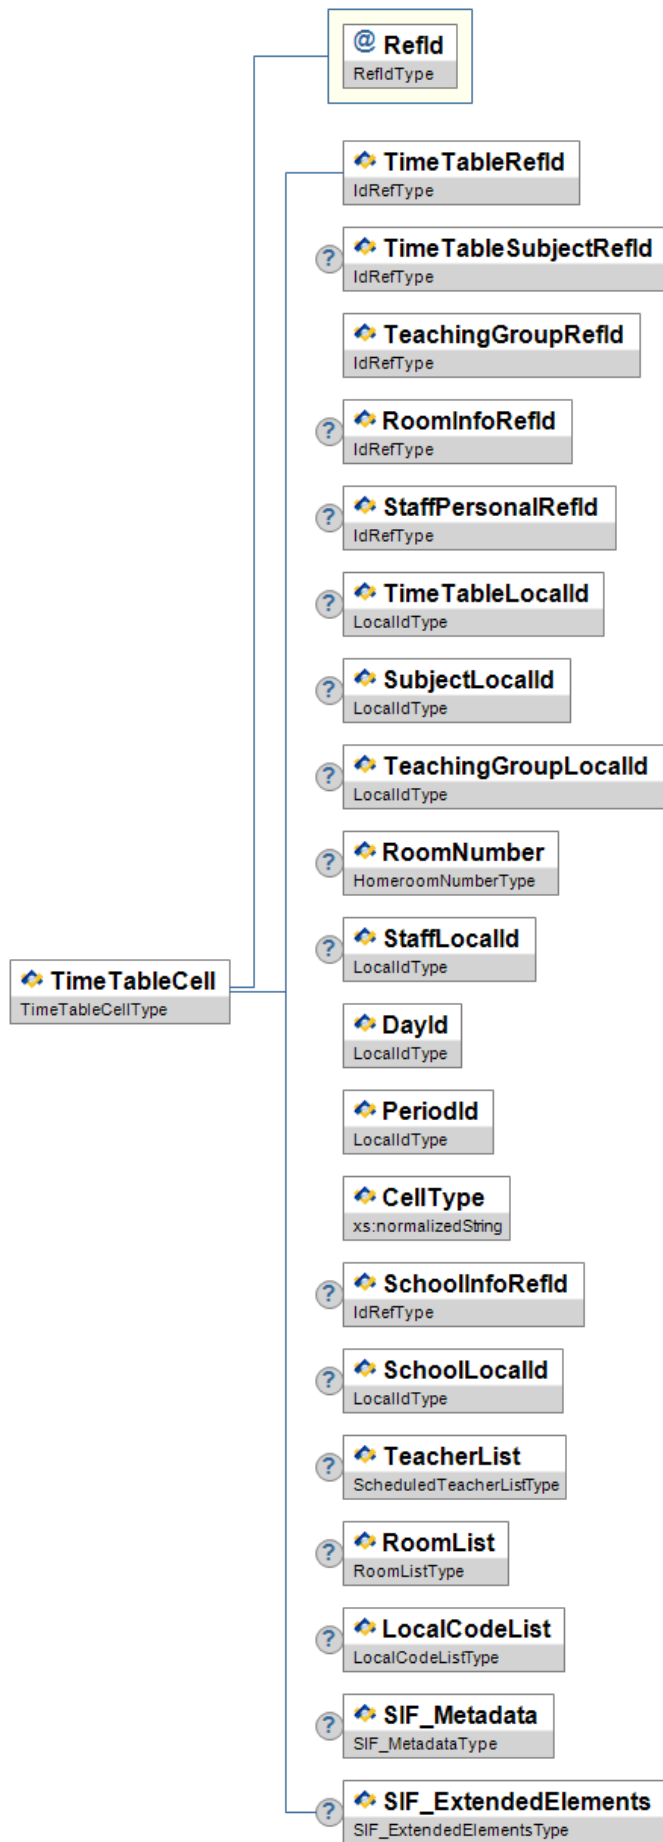 @ RefId
RefIdType
TimeTableRefId
IdRefType
? TimeTableSubjectRefId
IdRefType
TeachingGroupRefId
IdRefType
? RoomInfoRefId
IdRefType
? StaffPersonalRefId
IdRefType
? TimeTableLocalId
LocalIdType
? SubjectLocalId
LocalIdType
? TeachingGroupLocalId
LocalIdType
? RoomNumber
HomeroomNumberType
? StaffLocalId
LocalIdType
TimeTableCell
TimeTableCellType
DayId
LocalIdType
PeriodId
LocalIdType
CellType
xs:normalizedString
? SchoolInfoRefId
IdRefType
? SchoolLocalId
LocalIdType
? TeacherList
ScheduledTeacherListType
? RoomList
RoomListType
? LocalCodeList
LocalCodeListType
? SIF_Metadata
SIF_MetadataType
? SIF_ExtendedElements
SIF_ExtendedElementsType